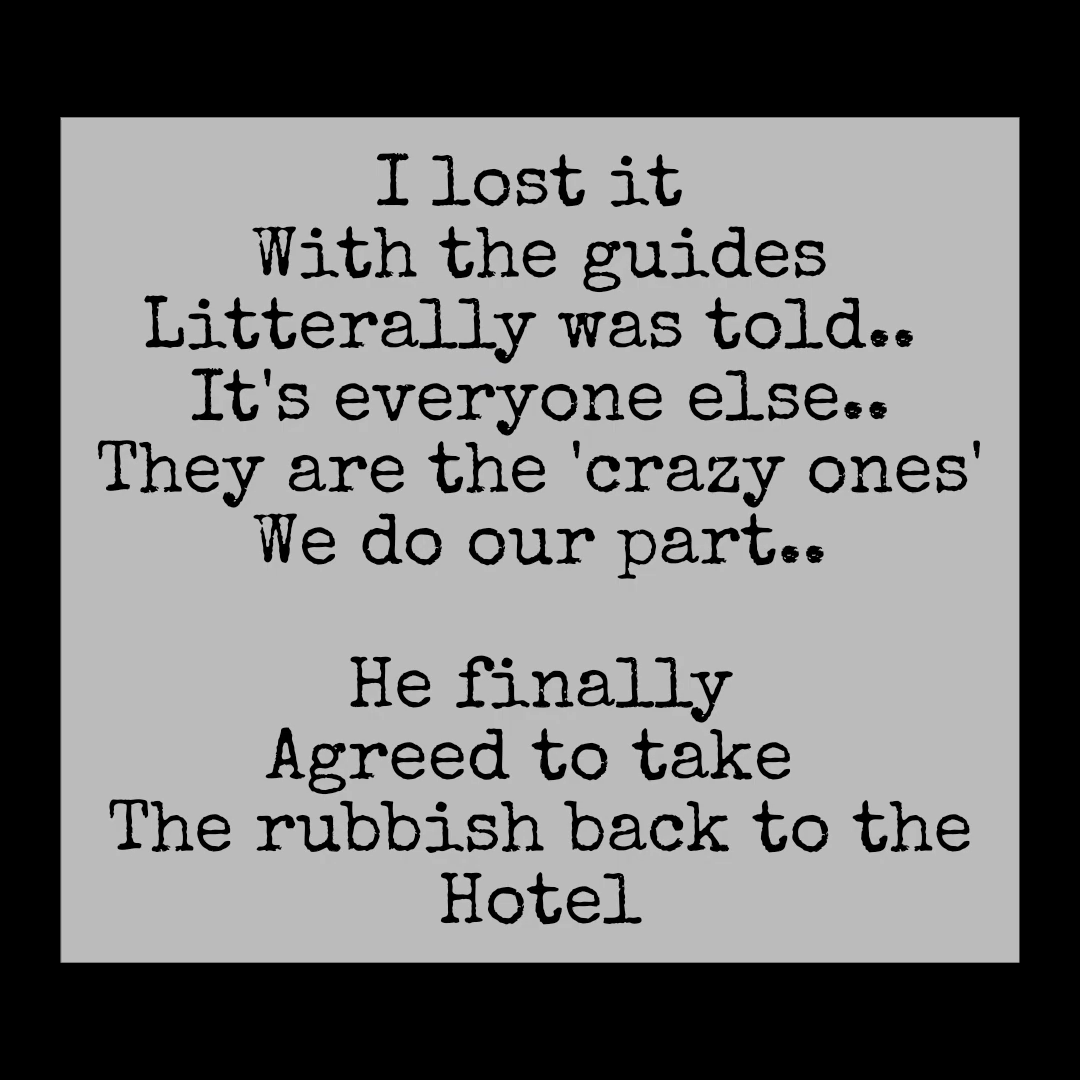 I lost it
With the guides
Litterally was told..
It's everyone else..
They are the 'crazy ones'
We do our part..
He finally
Agreed to take
The rubbish back to the
Hotel